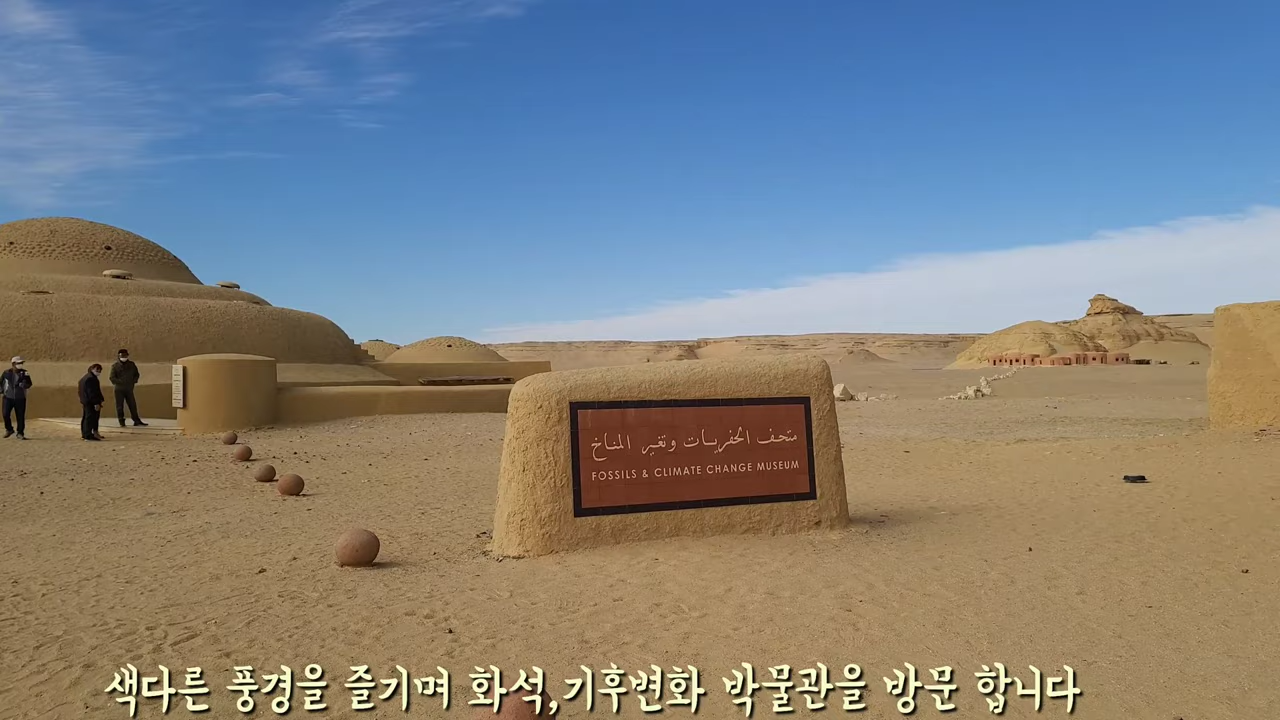 متحف الحفريات وتغير المناخ
FOSSILS & CLIMATE CHANGE MUSEUM
색다른 풍경을 즐기며 화석,기후변화 박물관을 방문 합니다